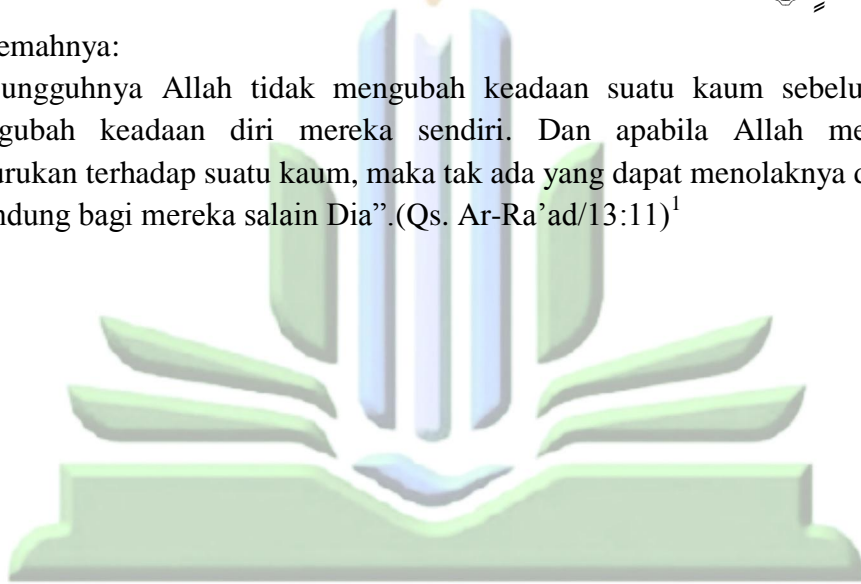 emahnya:
ungguhnya Allah tidak mengubah keadaan suatu kaum sebelu
gubah keadaan diri mereka sendiri. Dan apabila Allah me
urukan terhadap suatu kaum, maka tak ada yang dapat menolaknya d
ndung bagi mereka salain Dia”.(Qs. Ar-Ra’ad/13:11)1